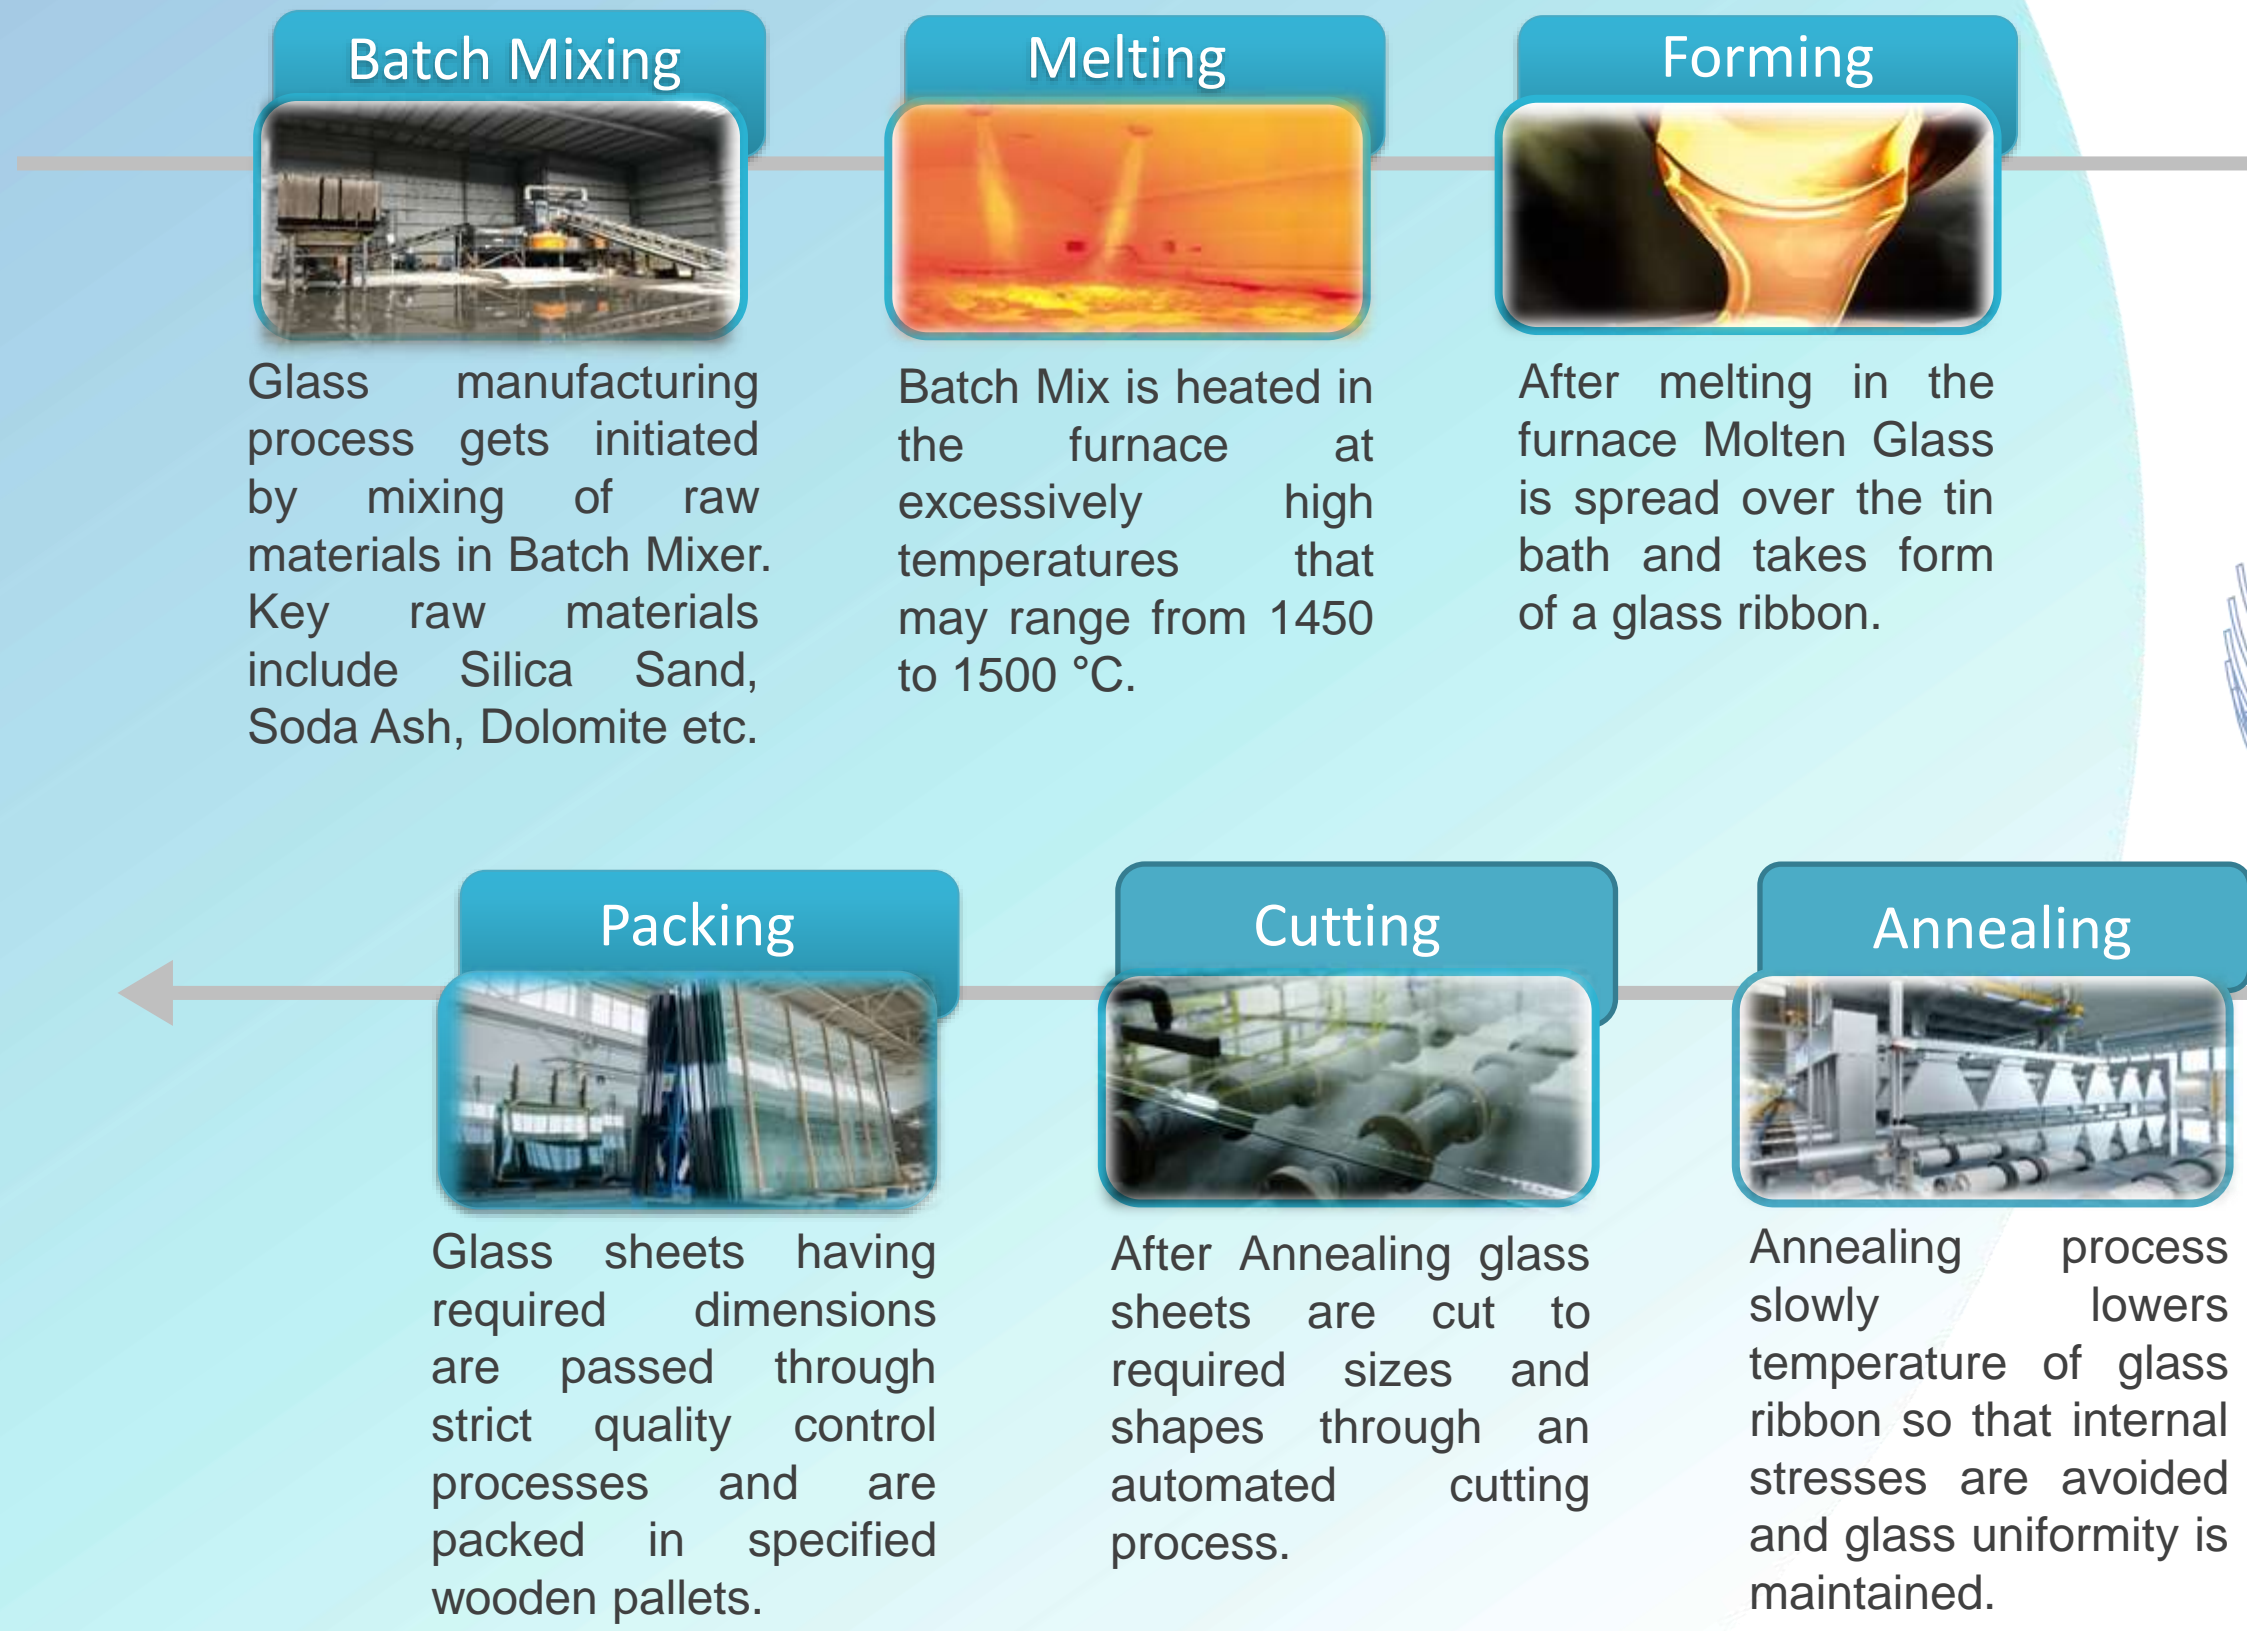 Batch Mixing
Glass manufacturing
process gets initiated
by mixing of raw
materials in Batch Mixer.
Key raw materials
include Silica Sand,
Soda Ash, Dolomite etc.
Melting
Batch Mix is heated in
the furnace at
excessively high
temperatures that
may range from 1450
to 1500 °C.
Forming
After melting in the
furnace Molten Glass
is spread over the tin
bath and takes form
of a glass ribbon.
Packing
Glass sheets having
required dimensions
are passed through
strict quality control
processes and are
packed in specified
wooden pallets.
Cutting
After Annealing glass
sheets are cut to
required sizes and
shapes through an
automated cutting
process.
Annealing
Annealing process
slowly lowers
temperature of glass
ribbon so that internal
stresses are avoided
and glass uniformity is
maintained.